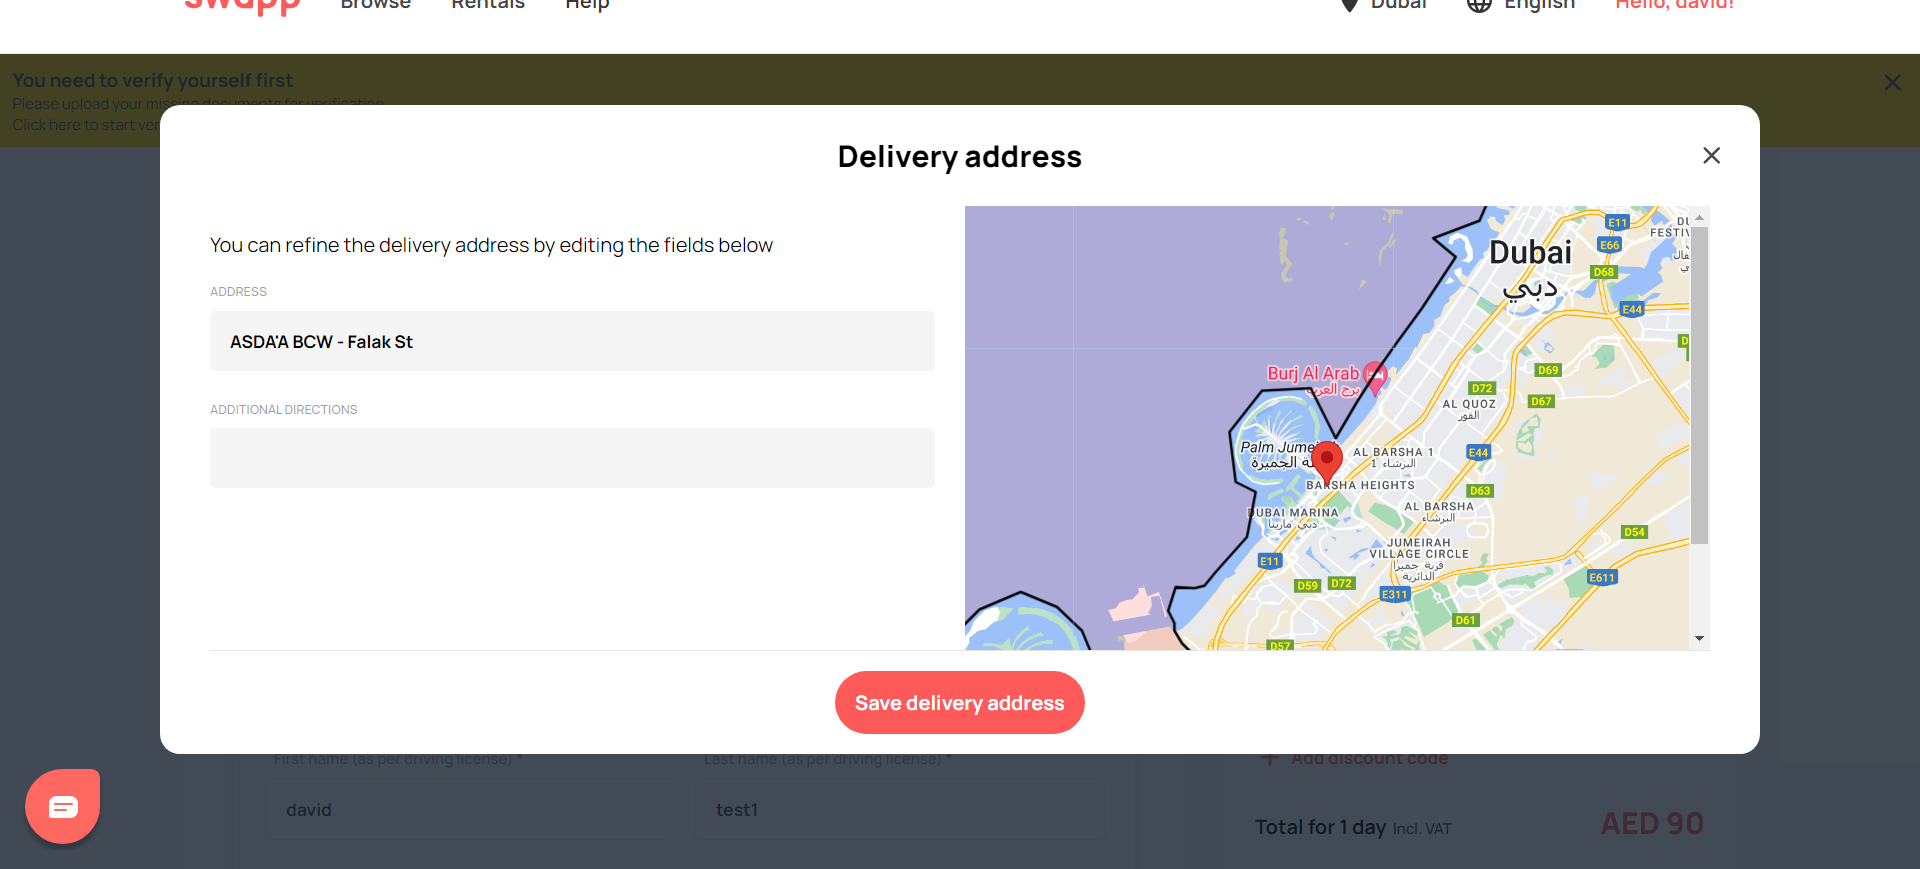 swapp
Browse
Rentals
Help
Dubai
English
Hello, david!
You need to verify yourself first
Please upload your missing documents for verification
Click here to start ver
Delivery address
You can refine the delivery address by editing the fields below
ADDRESS
ASDA'A BCW - Falak St
ADDITIONAL DIRECTIONS
Dubai
دبي
E11
E66
D68
E44
FESTIV
Burj Al Arab
برج العرب
D69
D72
D67
AL QUOZ
القوز
Palm Jume
AL BARSHA 1
البرشاء 1
E44
BARSHA HEIGHTS
D63
DUBAI MARINA
دبي مارينا
AL BARSHA
البرشاء
D54
JUMEIRAH
VILLAGE CIRCLE
قرية جميرا
الدائرية
E11
D59
D72
E311
E611
D61
D57
Save delivery address
First name (as per driving license) *
Last name (as per driving license) *
Add discount code
david
test1
Total for 1 day Incl. VAT
AED 90